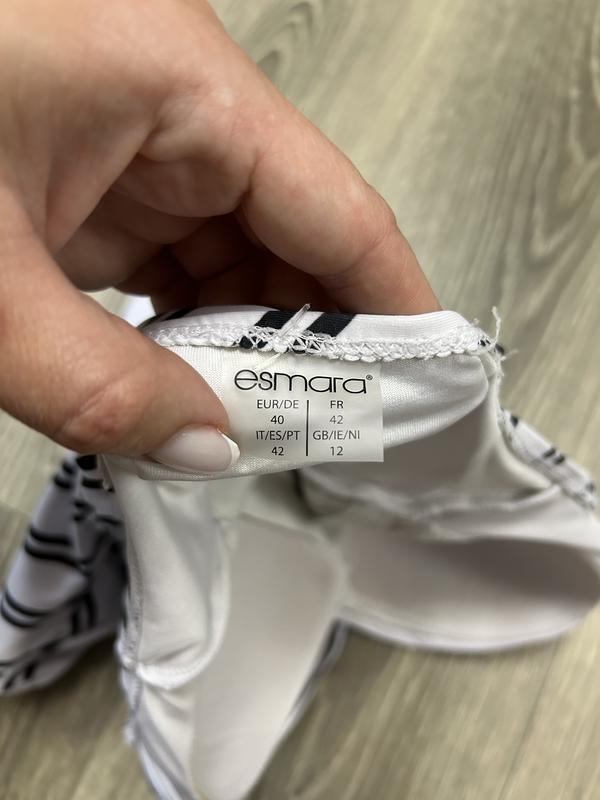 esmara®
EUR/DE FR
40 42
IT/ES/PT GB/IE/NI
42 12